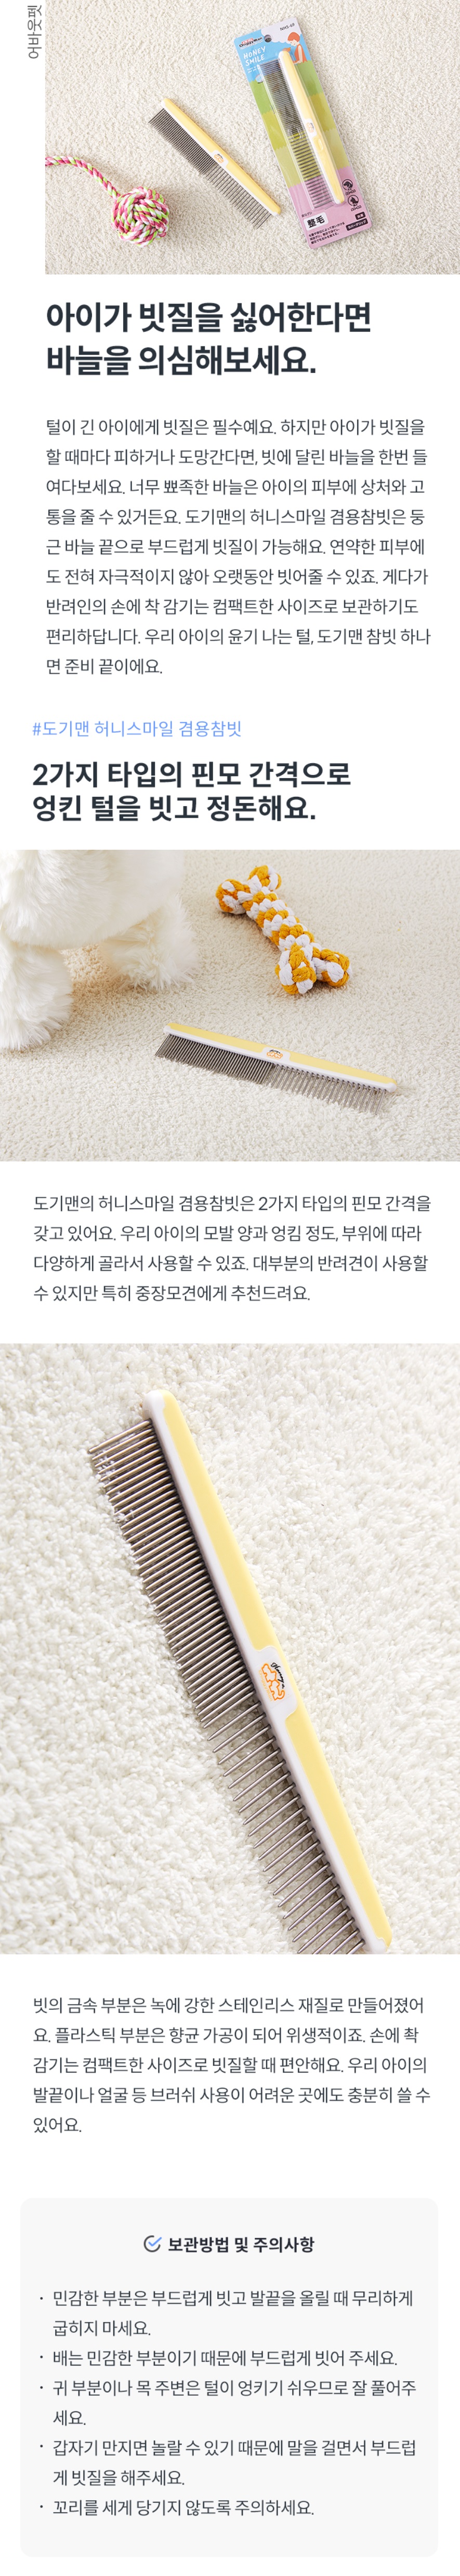 어바웃펫
HONEY
SMILE
整毛
아이가 빗질을 싫어한다면
바늘을 의심해보세요.
털이 긴 아이에게 빗질은 필수예요. 하지만 아이가 빗질을
할 때마다 피하거나 도망간다면, 빗에 달린 바늘을 한번 들
여다보세요. 너무 뾰족한 바늘은 아이의 피부에 상처와 고
통을 줄 수 있거든요. 도기맨의 허니스마일 겸용참빗은 둥
근 바늘 끝으로 부드럽게 빗질이 가능해요. 연약한 피부에
도 전혀 자극적이지 않아 오랫동안 빗어줄 수 있죠. 게다가
반려인의 손에 착 감기는 컴팩트한 사이즈로 보관하기도
편리하답니다. 우리 아이의 윤기 나는 털, 도기맨 참빗 하나
면 준비 끝이에요.
#도기맨 허니스마일 겸용참빗
2가지 타입의 핀모 간격으로
엉킨 털을 빗고 정돈해요.
도기맨의 허니스마일 겸용참빗은 2가지 타입의 핀모 간격을
갖고 있어요. 우리 아이의 모발 양과 엉킴 정도, 부위에 따라
다양하게 골라서 사용할 수 있죠. 대부분의 반려견이 사용할
수 있지만 특히 중장모견에게 추천드려요.
빗의 금속 부분은 녹에 강한 스테인리스 재질로 만들어졌어
요. 플라스틱 부분은 향균 가공이 되어 위생적이죠. 손에 촥
감기는 컴팩트한 사이즈로 빗질할 때 편안해요. 우리 아이의
발끝이나 얼굴 등 브러쉬 사용이 어려운 곳에도 충분히 쓸 수
있어요.
보관방법 및 주의사항
· 민감한 부분은 부드럽게 빗고 발끝을 올릴 때 무리하게
굽히지 마세요.
· 배는 민감한 부분이기 때문에 부드럽게 빗어 주세요.
· 귀 부분이나 목 주변은 털이 엉키기 쉬우므로 잘 풀어주
세요.
· 갑자기 만지면 놀랄 수 있기 때문에 말을 걸면서 부드럽
게 빗질을 해주세요.
· 꼬리를 세게 당기지 않도록 주의하세요.